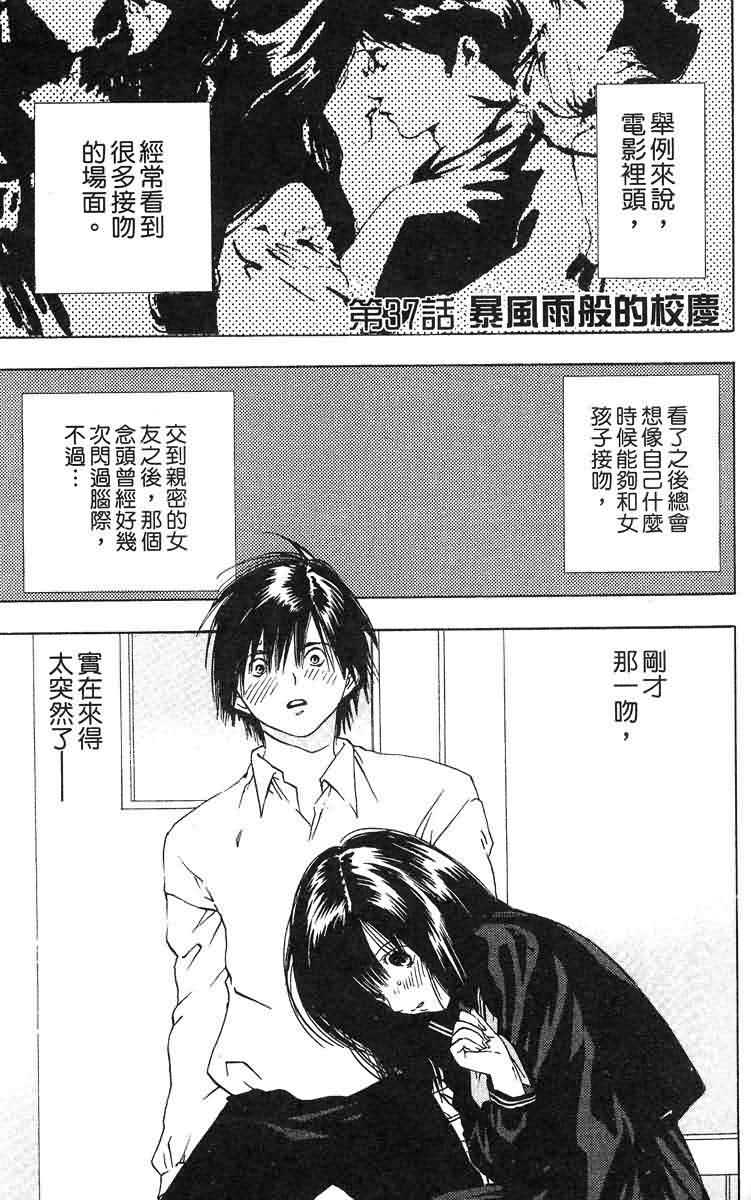 舉例來說，
電影裡頭，
經常看到
很多接吻
的場面。
第37話 暴風雨般的校慶
看了之後總會
想像自己什麼
時候能夠和女
孩子接吻，
交到親密的女
友之後，那個
念頭曾經好幾
次閃過腦際，
不過…
剛才
那一吻，
實在來得
太突然了——